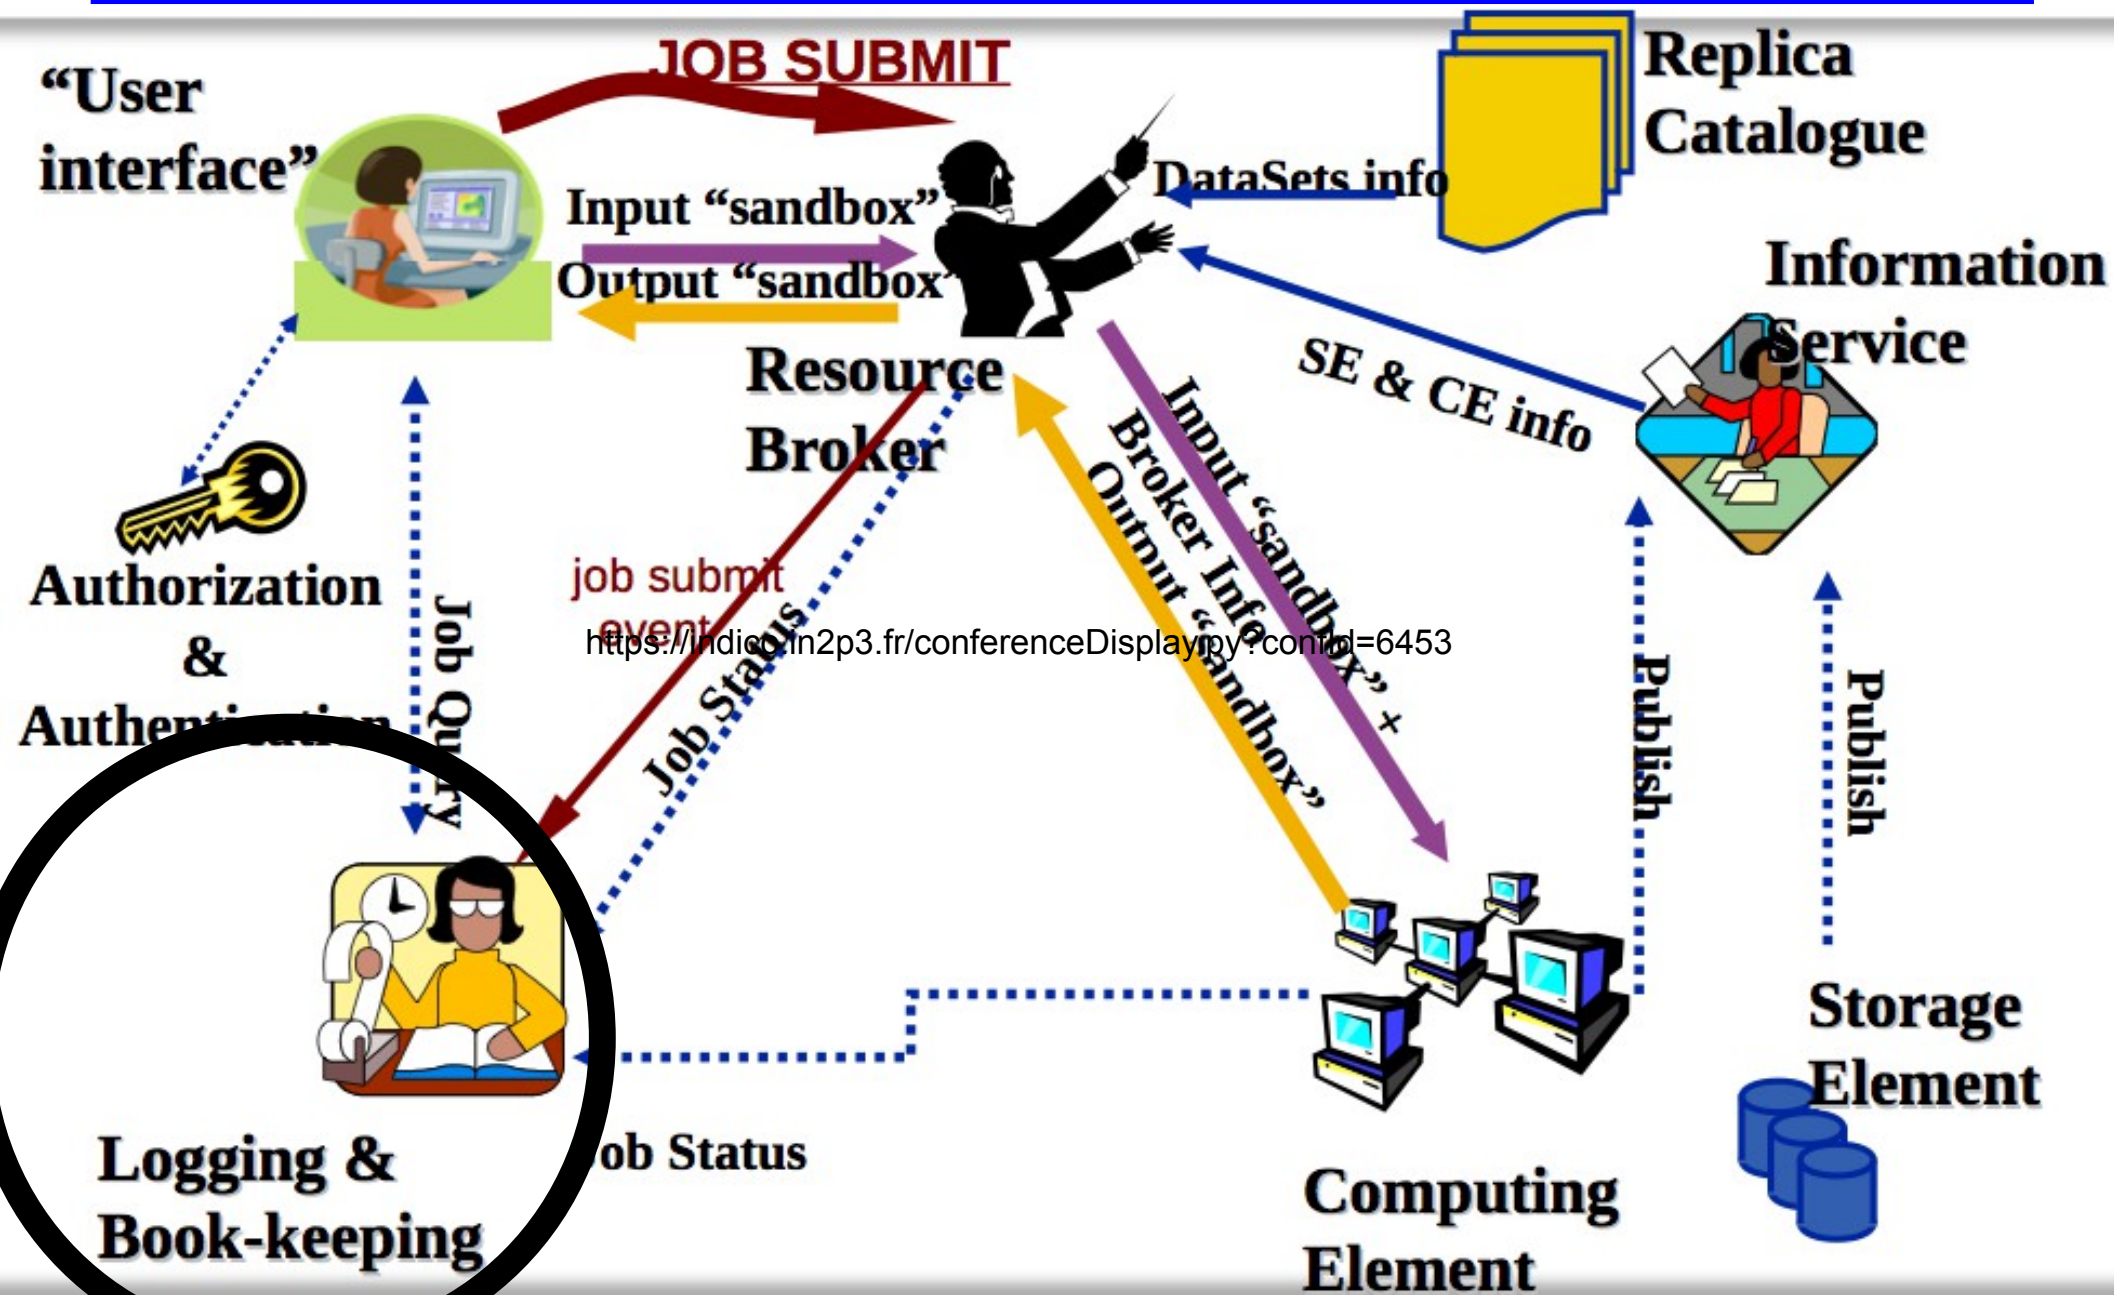 JOB SUBMIT
Replica
Catalogue
“User
interface”
DataSets info
Input “sandbox”
Output “sandbox”
Information
Service
Resource
Broker
SE & CE info
Input “sandbox” +
Broker Info
Output “sandbox”
job submit
event
https://indico.in2p3.fr/conferenceDisplay.py?confId=6453
Authorization
&
Authentication
Job Query
Job Status
Publish
Publish
Storage
Element
Logging &
Book-keeping
Job Status
Computing
Element